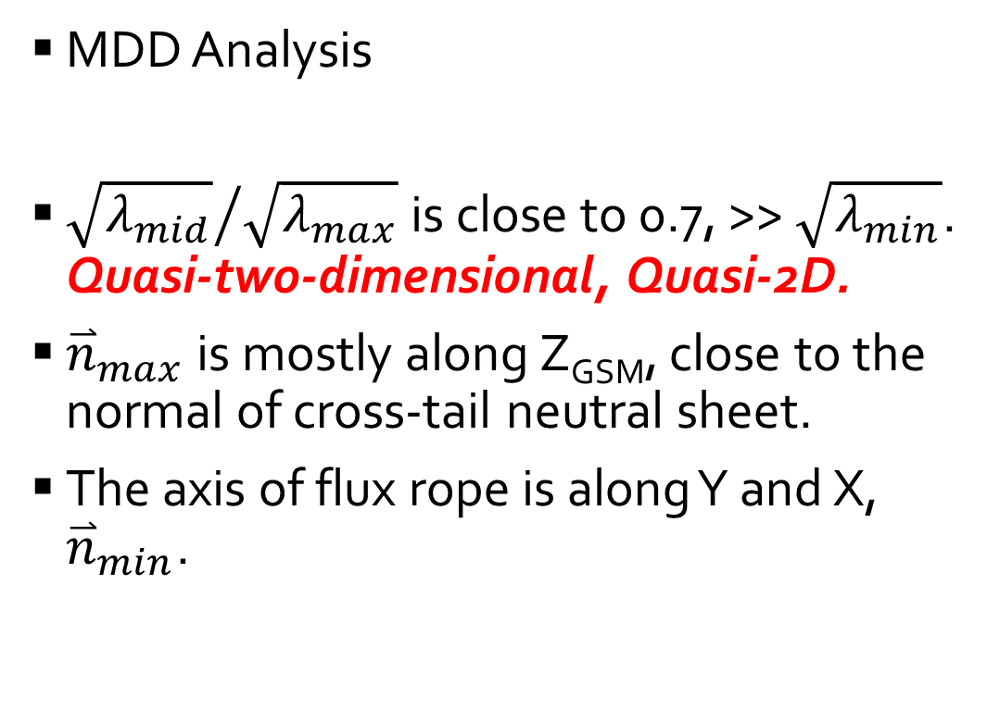 ▪ MDD Analysis
▪ $\sqrt{\lambda_{mid}}/\sqrt{\lambda_{max}}$ is close to 0.7, >> $\sqrt{\lambda_{min}}$.
Quasi-two-dimensional, Quasi-2D.
▪ $\vec{n}_{max}$ is mostly along Z$_{GSM}$, close to the
normal of cross-tail neutral sheet.
▪ The axis of flux rope is along Y and X,
$\vec{n}_{min}$.